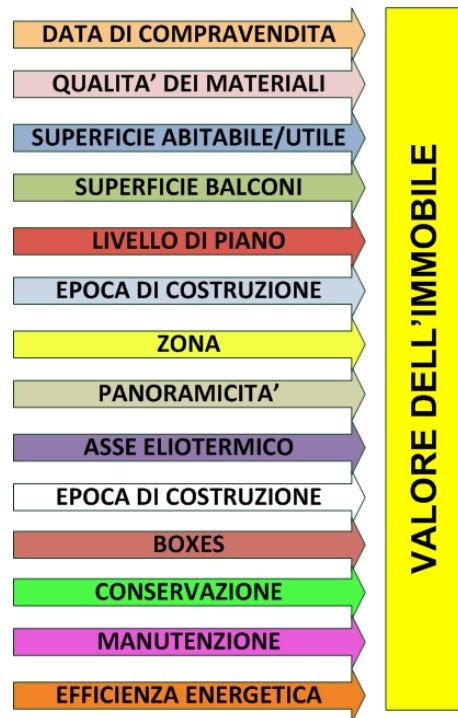 DATA DI COMPRAVENDITA
QUALITA’ DEI MATERIALI
SUPERFICIE ABITABILE/UTILE
SUPERFICIE BALCONI
LIVELLO DI PIANO
EPOCA DI COSTRUZIONE
ZONA
PANORAMICITA’
ASSE ELIOTERMICO
EPOCA DI COSTRUZIONE
BOXES
CONSERVAZIONE
MANUTENZIONE
EFFICIENZA ENERGETICA
VALORE DELL’IMMOBILE